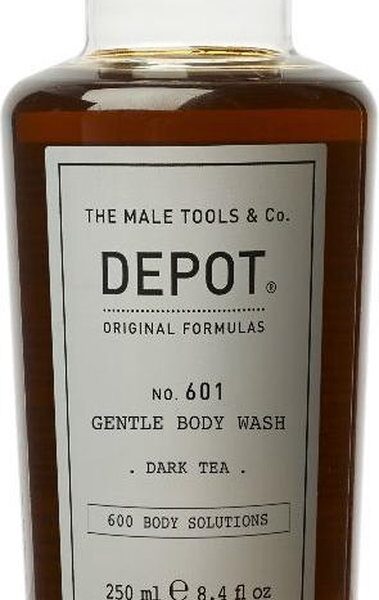 THE MALE TOOLS & Co.
DEPOT®
ORIGINAL FORMULAS
NO. 601
GENTLE BODY WASH
. DARK TEA .
600 BODY SOLUTIONS
250 ml ℮ 8.4 fl oz